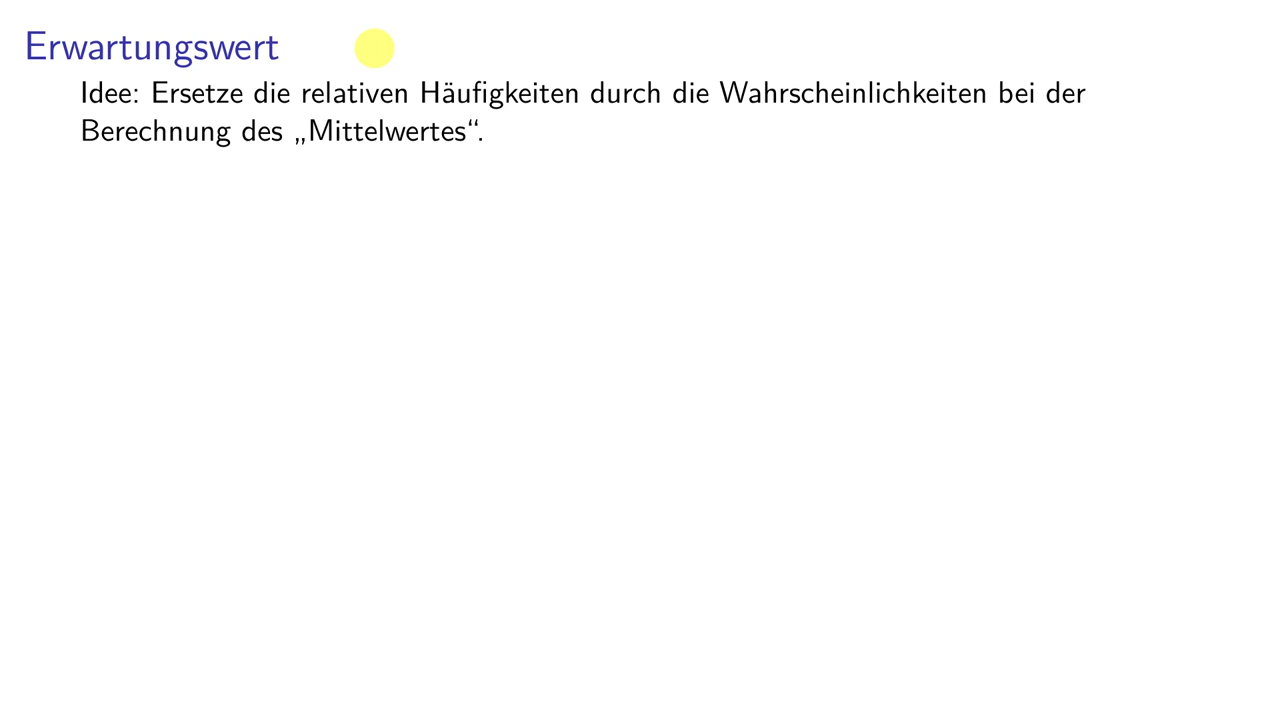 Erwartungswert
Idee: Ersetze die relativen Häufigkeiten durch die Wahrscheinlichkeiten bei der
Berechnung des „Mittelwertes“.